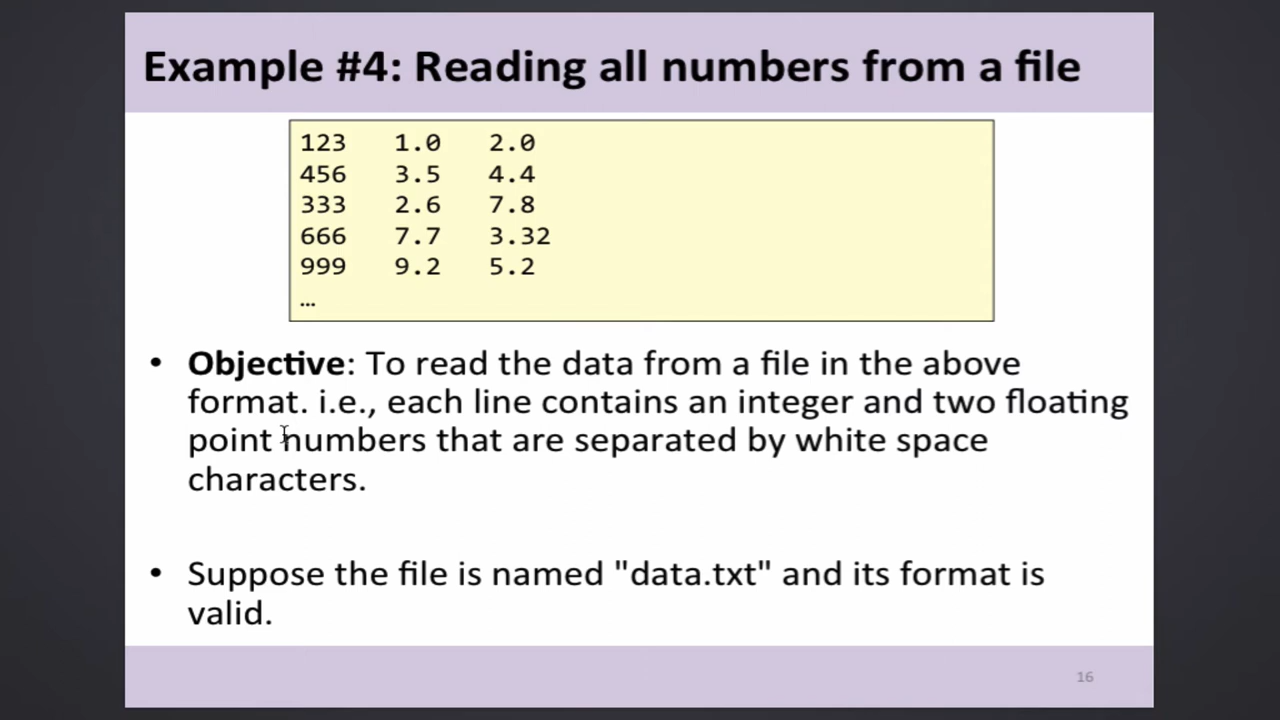 Example #4: Reading all numbers from a file
123 1.0 2.0
456 3.5 4.4
333 2.6 7.8
666 7.7 3.32
999 9.2 5.2
…
• Objective: To read the data from a file in the above
format. i.e., each line contains an integer and two floating
point numbers that are separated by white space
characters.
• Suppose the file is named "data.txt" and its format is
valid.
16